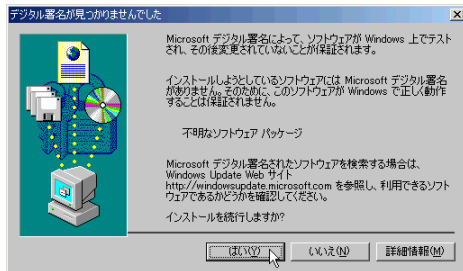 デジタル署名が見つかりませんでした
Microsoft デジタル署名によって、ソフトウェアが Windows 上でテスト
され、その後変更されていないことが保証されます。
インストールしようとしているソフトウェアには Microsoft デジタル署名
がありません。そのために、このソフトウェアが Windows で正しく動作
することは保証されません。
不明なソフトウェア パッケージ
Microsoft デジタル署名されたソフトウェアを検索する場合は、
Windows Update Web サイト
http://windowsupdate.microsoft.com を参照し、利用できるソフト
ウェアであるかどうかを確認してください。
インストールを続行しますか?
はい(Y) いいえ(N) 詳細情報(M)